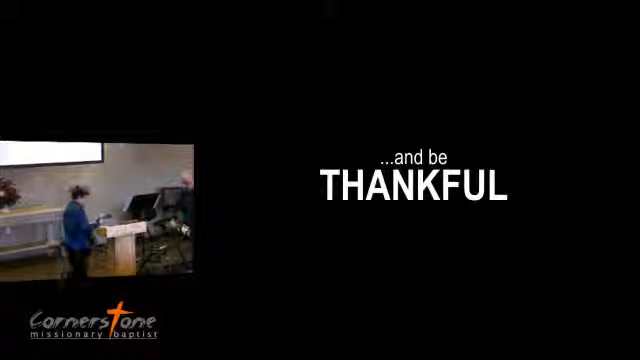 ...and be
THANKFUL
Cornerstone
missionary baptist